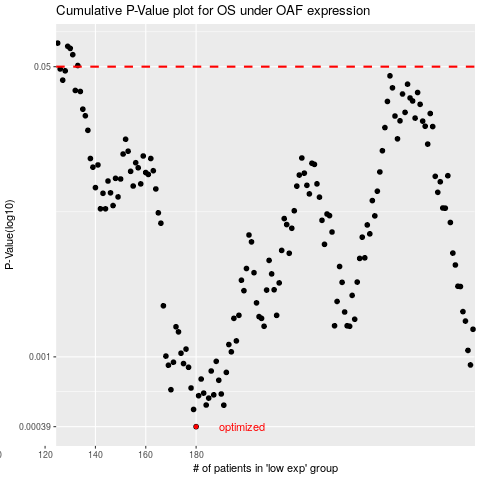 Cumulative P-Value plot for OS under OAF expression
0.05
P-Value(log10)
0.001
0.00039
optimized
0 120 140 160 180
# of patients in 'low exp' group